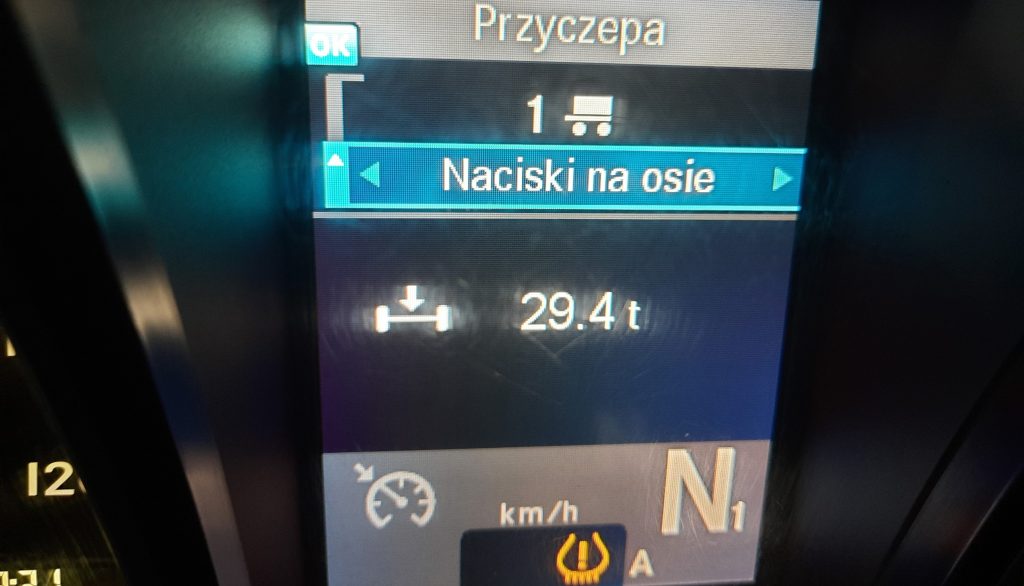 Przyczepa
OK
1
Naciski na osie
29.4 t
N1
km/h
A
12